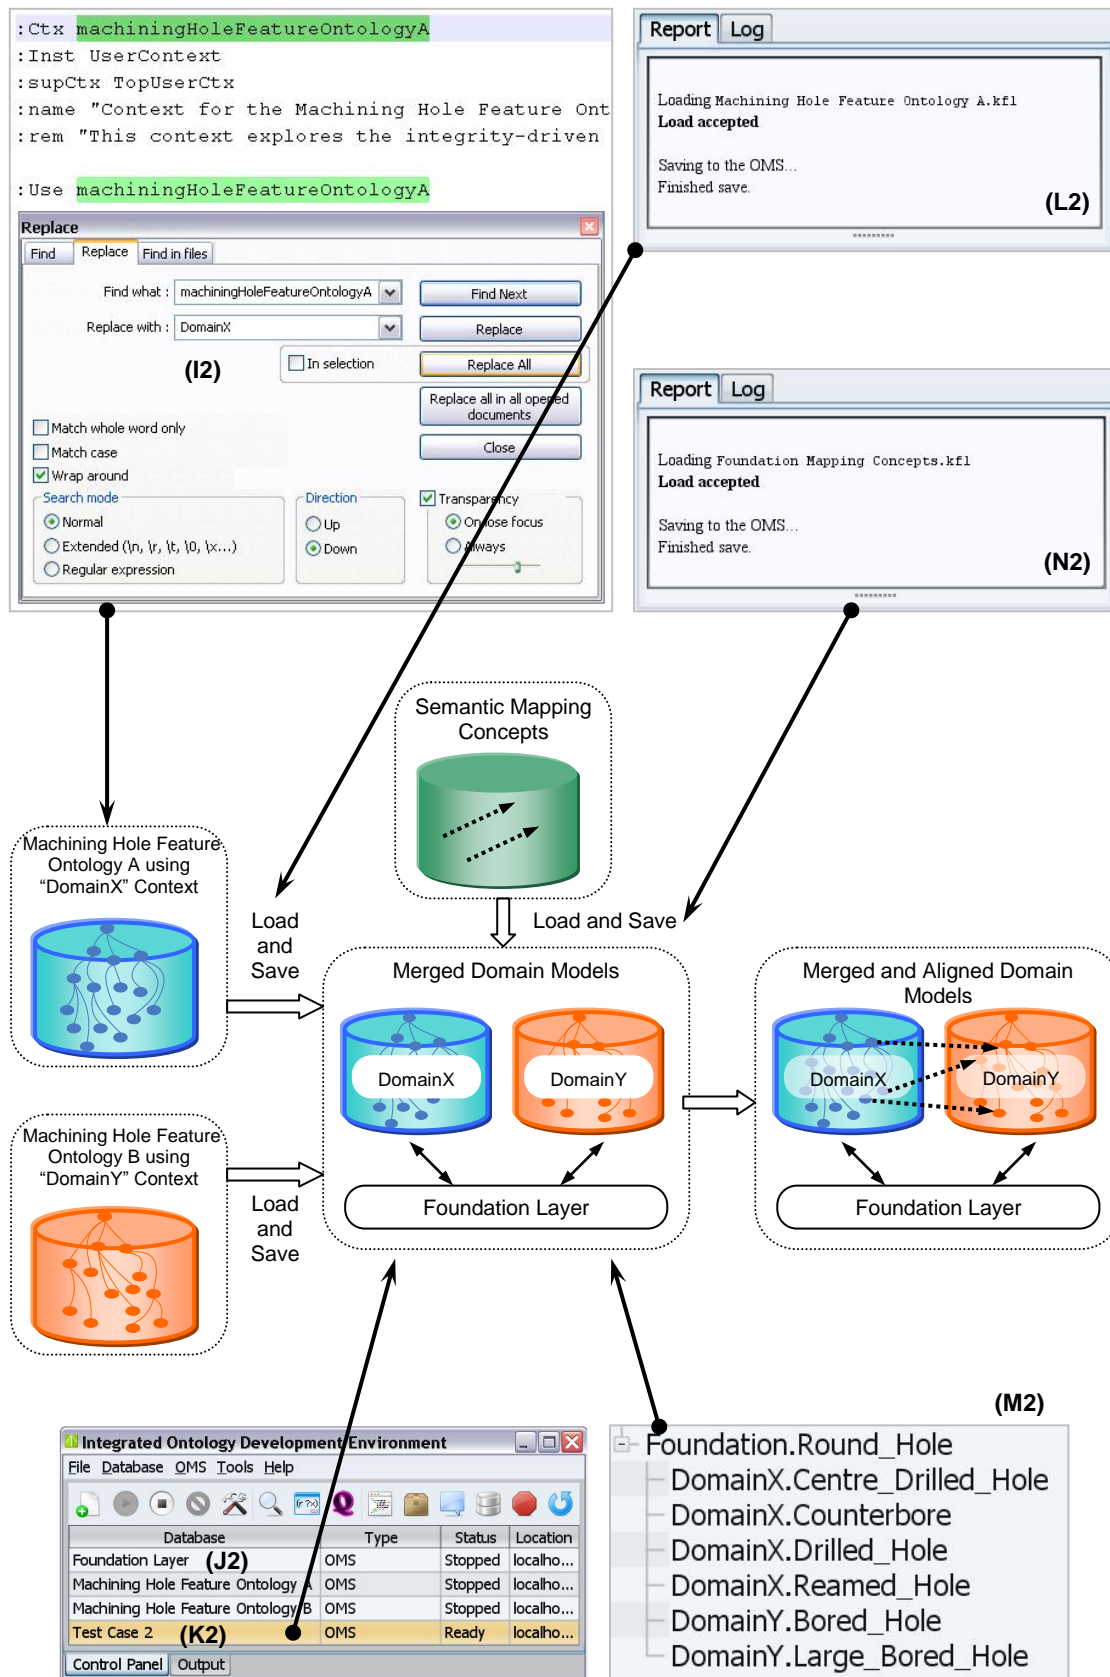 :Ctx machiningHoleFeatureOntologyA
:Inst UserContext
:supCtx TopUserCtx
:name "Context for the Machining Hole Feature Ont
:rem "This context explores the integrity-driven
:Use machiningHoleFeatureOntologyA
Replace
Find Replace Find in files
Find what : machiningHoleFeatureOntologyA Find Next
Replace with : DomainX Replace
(I2)
In selection Replace All
Replace all in all opened documents
Match whole word only
Match case Close
Wrap around
Search mode Direction Transparency
Normal Up On lose focus
Extended (\n, \r, \t, \0, \x...) Down Always
Regular expression
Report Log
Loading Machining Hole Feature Ontology A.kfl
Load accepted
Saving to the OMS...
Finished save.
(L2)
Report Log
Loading Foundation Mapping Concepts.kfl
Load accepted
Saving to the OMS...
Finished save.
(N2)
Semantic Mapping
Concepts
Machining Hole Feature
Ontology A using
“DomainX” Context
Load
and
Save
Load and Save
Merged Domain Models
DomainX DomainY
Foundation Layer
Merged and Aligned Domain
Models
DomainX DomainY
Foundation Layer
Machining Hole Feature
Ontology B using
“DomainY” Context
Load
and
Save
Integrated Ontology Development Environment
File Database OMS Tools Help
(r ?x) Q
Database Type Status Location
Foundation Layer (J2) OMS Stopped localho...
Machining Hole Feature Ontology A OMS Stopped localho...
Machining Hole Feature Ontology B OMS Stopped localho...
Test Case 2 (K2) OMS Ready localho...
Control Panel Output
(M2)
Foundation.Round_Hole
DomainX.Centre_Drilled_Hole
DomainX.Counterbore
DomainX.Drilled_Hole
DomainX.Reamed_Hole
DomainY.Bored_Hole
DomainY.Large_Bored_Hole